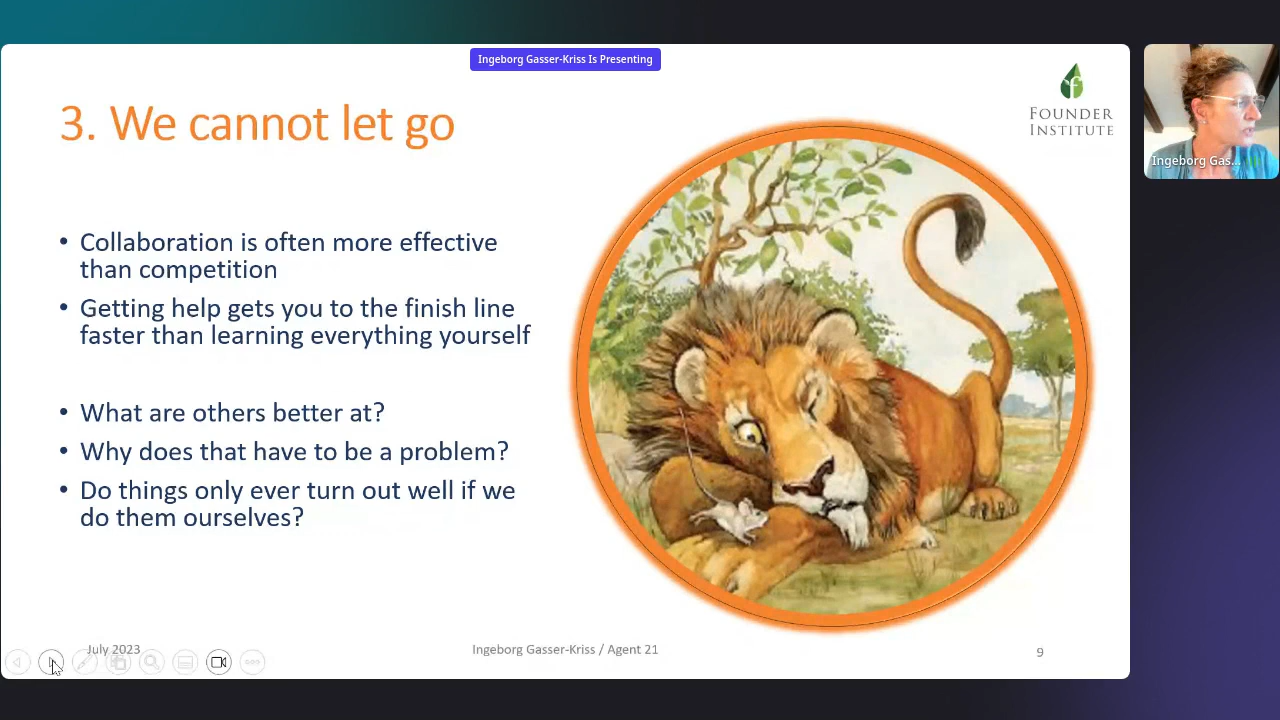 Ingeborg Gasser-Kriss Is Presenting
3. We cannot let go
FOUNDER
INSTITUTE
Ingeborg Gas...
• Collaboration is often more effective
than competition
• Getting help gets you to the finish line
faster than learning everything yourself
• What are others better at?
• Why does that have to be a problem?
• Do things only ever turn out well if we
do them ourselves?
July 2023
Ingeborg Gasser-Kriss / Agent 21
9